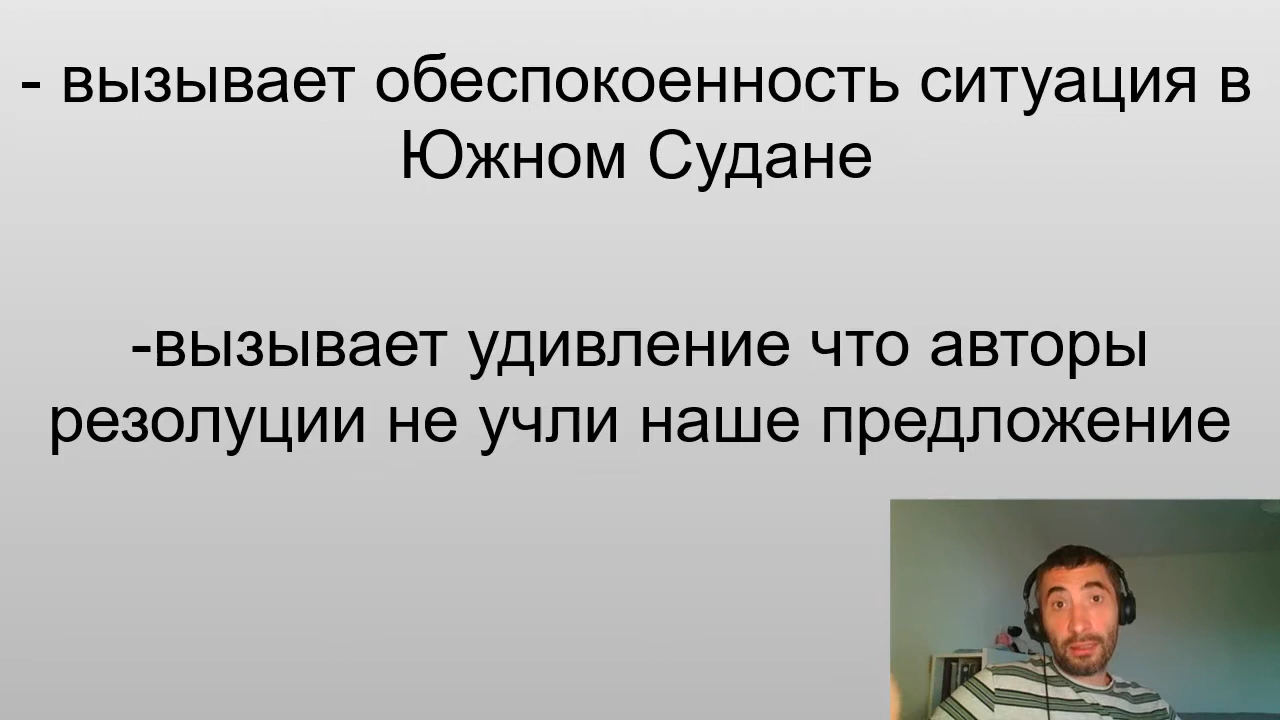 - вызывает обеспокоенность ситуация в
Южном Судане
-вызывает удивление что авторы
резолуции не учли наше предложение